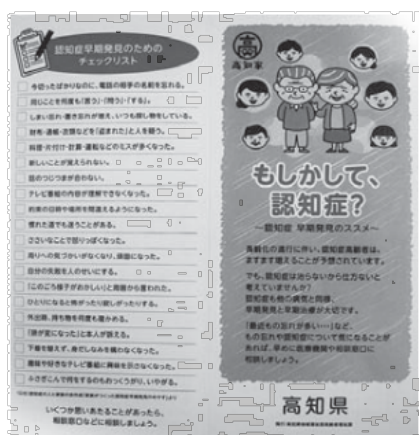 認知症早期発見のための
チェックリスト
今切ったばかりなのに、電話の相手の名前を忘れる。
同じことを何度も「言う」・「問う」・「する」。
しまい忘れ・置き忘れが増え、いつも探し物をしている。
財布・通帳・衣類などを「盗まれた」と人を疑う。
料理・片付け・計算・運転などのミスが多くなった。
新しいことが覚えられない。
話のつじつまが合わない。
テレビ番組の内容が理解できなくなった。
約束の日時や場所を間違えるようになった。
慣れた道でも迷うことがある。
ささいなことで怒りっぽくなった。
周りへの気づかいがなくなり、頑固になった。
自分の失敗を人のせいにする。
「このごろ様子がおかしい」と周囲から言われた。
ひとりになると怖がったり寂しがったりする。
外出時、持ち物を何度も確かめる。
「頭が変になった」と本人が訴える。
下着を替えず、身だしなみを構わなくなった。
趣味や好きなテレビ番組に興味を示さなくなった。
ふさぎこんで何をするのもおっくうがり、いやがる。
いくつか思いあたることがあったら、
相談窓口などに相談しましょう。
高知家
もしかして、
認知症?
〜認知症 早期発見のススメ〜
高齢化の進行に伴い、認知症高齢者は、
ますます増えることが予想されています。
でも、認知症は治らないから仕方ないと
考えていませんか?
認知症も他の病気と同様、
早期発見と早期治療が大切です。
「最近もの忘れが多い…」など、
もの忘れや認知症について気になることが
あれば、早めに医療機関や相談窓口に
相談しましょう。
高知県